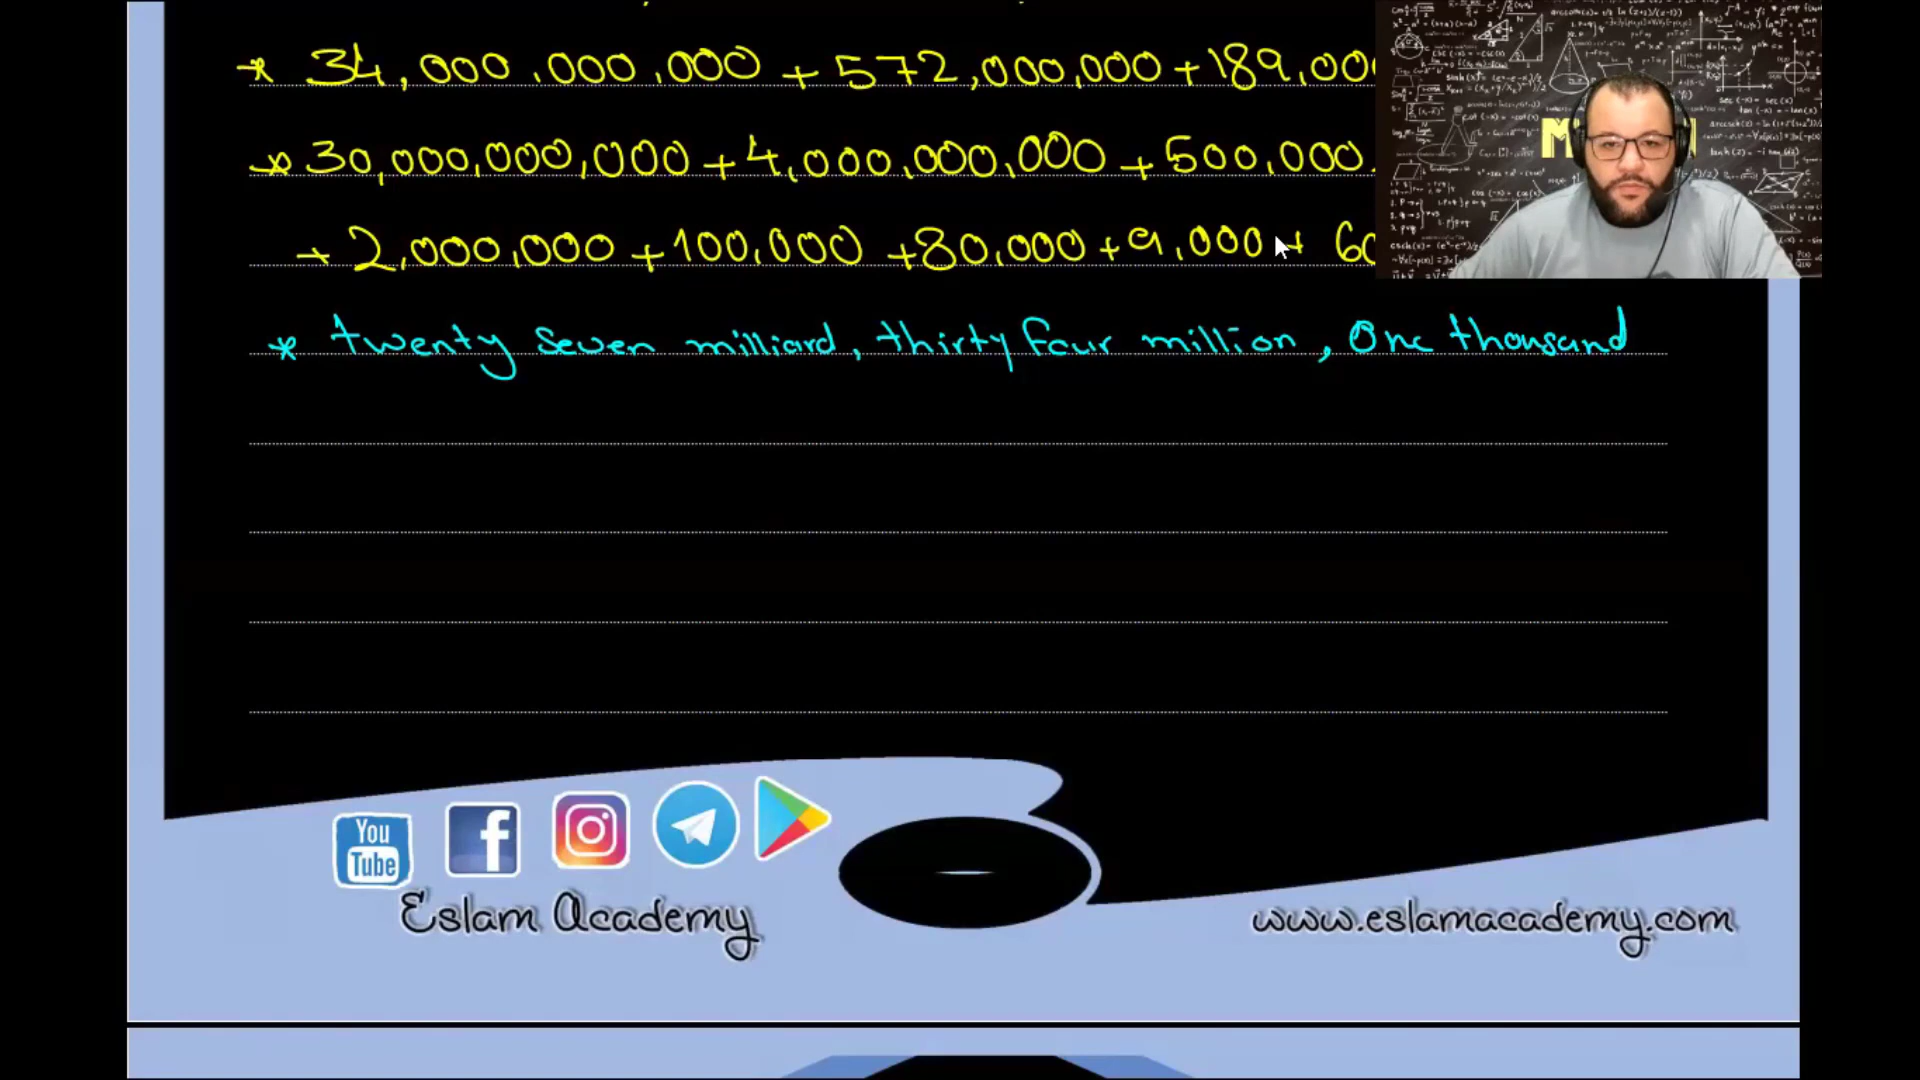 * 34,000,000,000 + 572,000,000 + 189,00
* 30,000,000,000 + 4,000,000,000 + 500,000,
+ 2,000,000 + 100,000 + 80,000 + 9,000 + 60
* twenty seven milliard, thirty four million, One thousand
You
Tube
Eslam Academy
www.eslamacademy.com